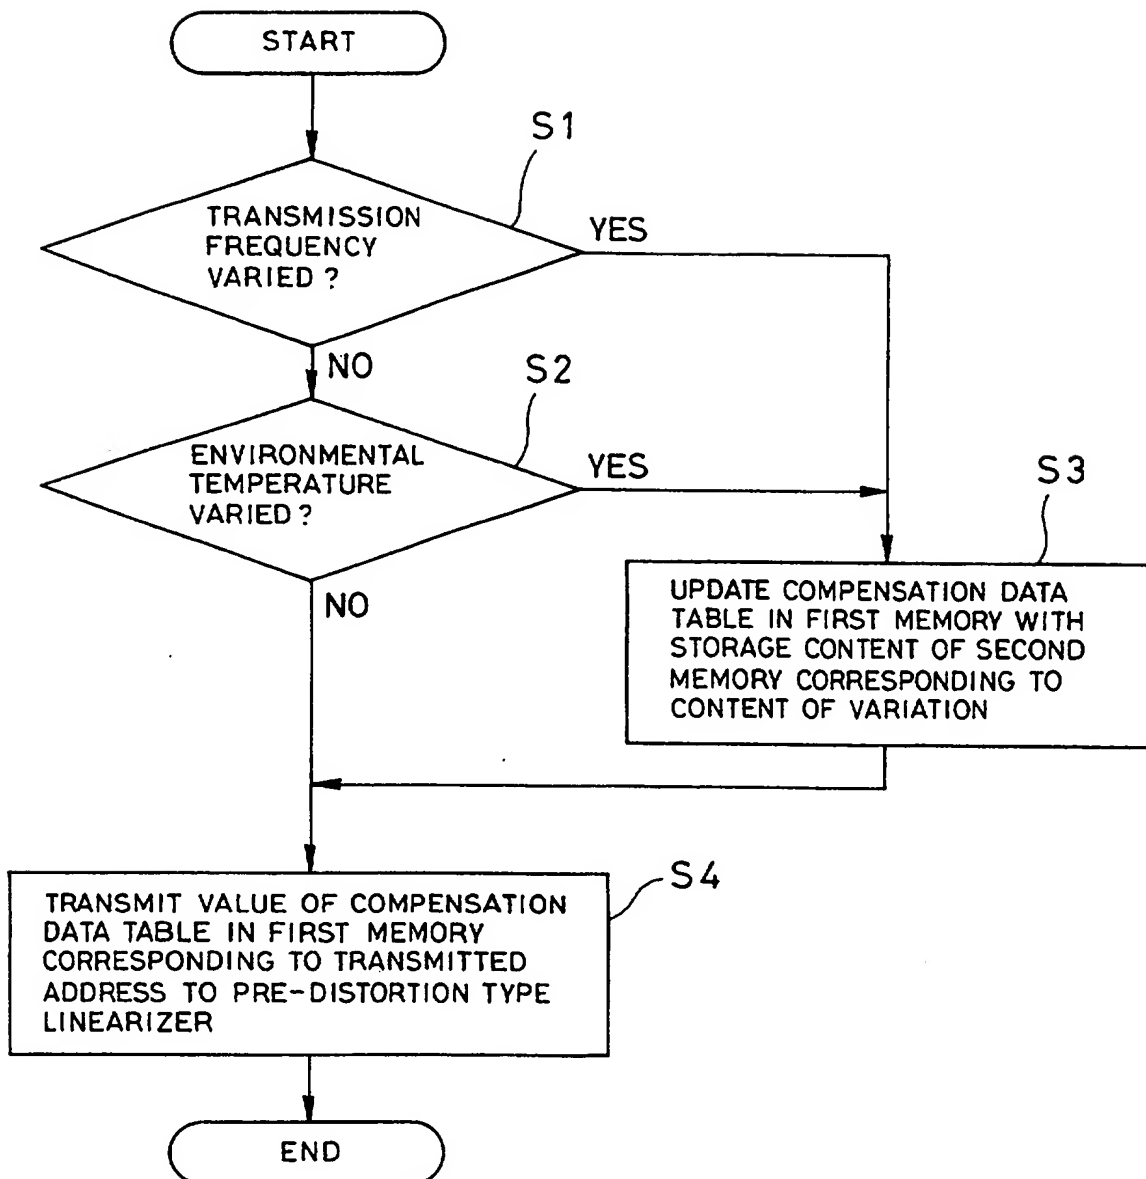 START
S1
TRANSMISSION
FREQUENCY
VARIED ?
YES
NO
S2
ENVIRONMENTAL
TEMPERATURE
VARIED ?
YES
NO
S3
UPDATE COMPENSATION DATA
TABLE IN FIRST MEMORY WITH
STORAGE CONTENT OF SECOND
MEMORY CORRESPONDING TO
CONTENT OF VARIATION
S4
TRANSMIT VALUE OF COMPENSATION
DATA TABLE IN FIRST MEMORY
CORRESPONDING TO TRANSMITTED
ADDRESS TO PRE-DISTORTION TYPE
LINEARIZER
END